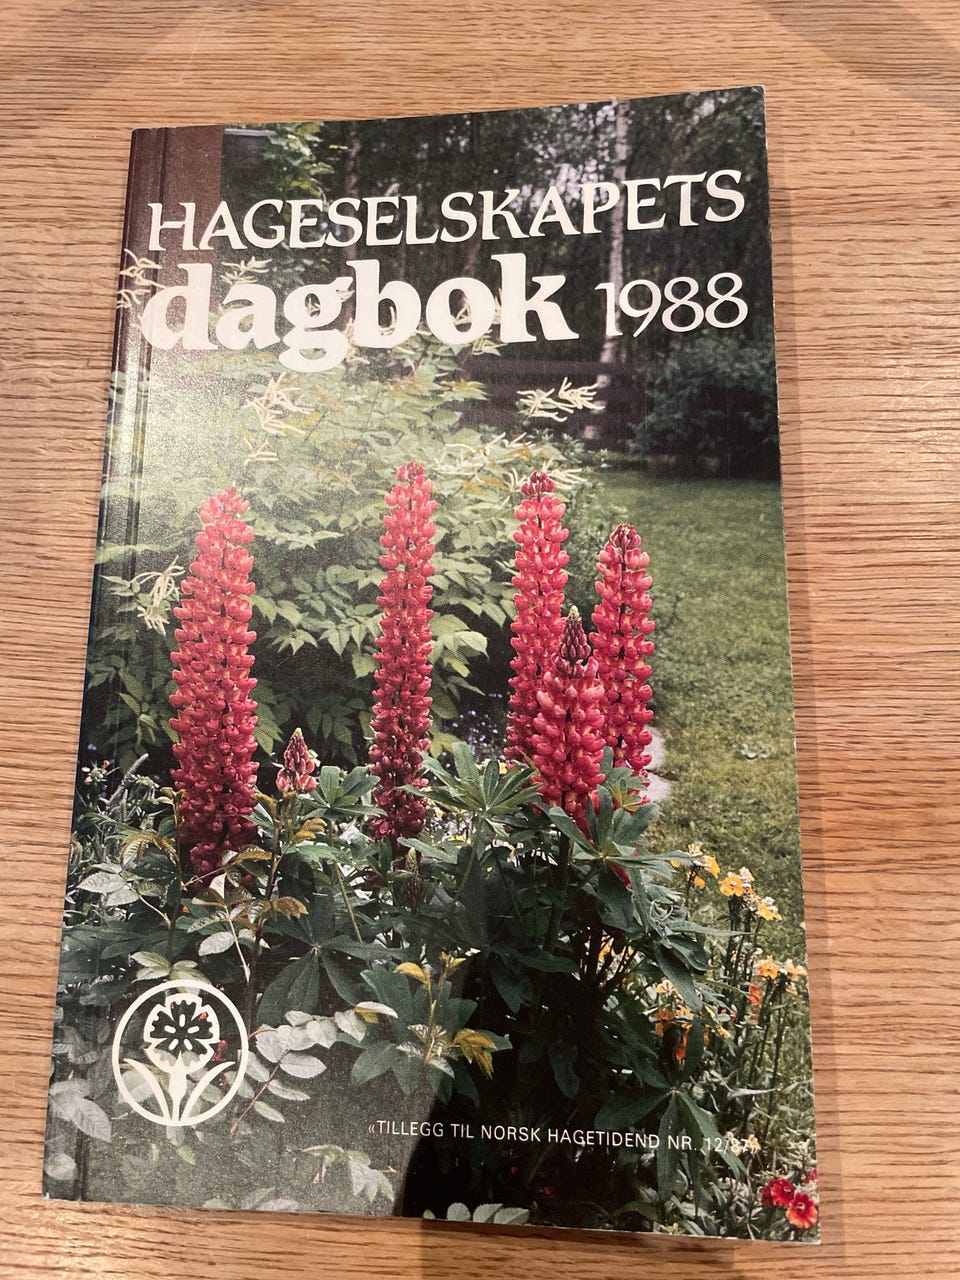 HAGESELSKAPETS
dagbok 1988
«TILLEGG TIL NORSK HAGETIDEND NR. 12/87»